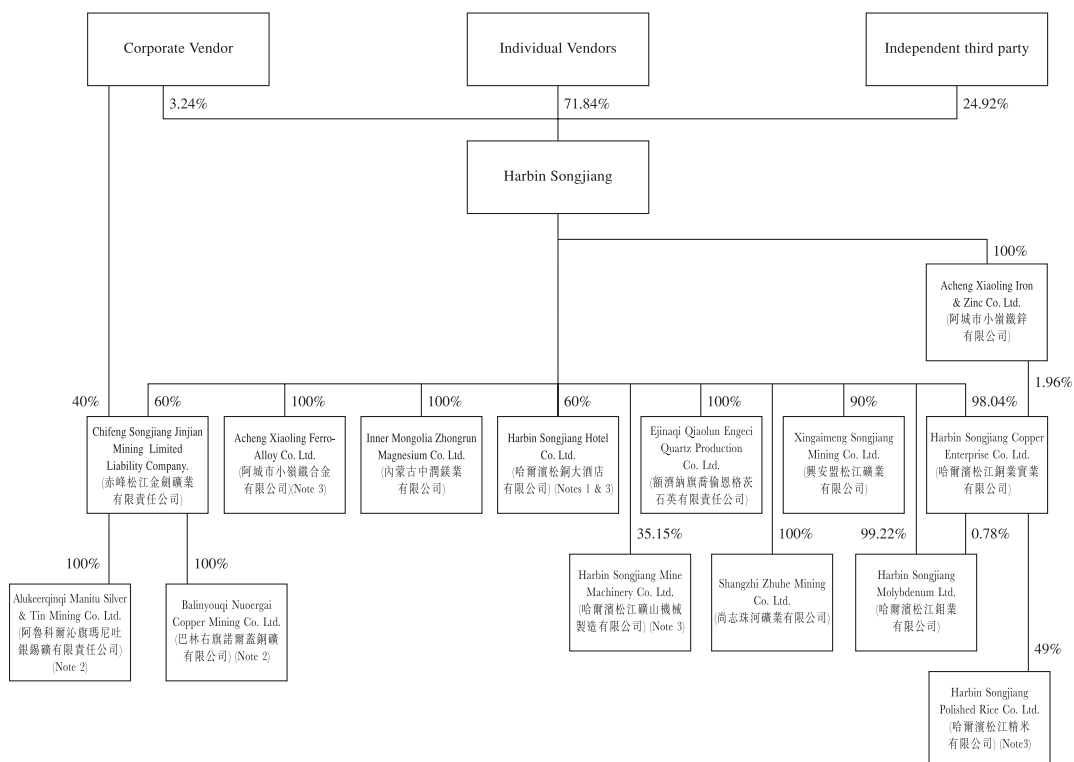 Corporate Vendor
Individual Vendors
Independent third party
3.24%
71.84%
24.92%
Harbin Songjiang
100%
Acheng Xiaoling Iron
& Zinc Co. Ltd.
(阿城市小嶺鐵鋅
有限公司)
1.96%
40%
60%
100%
100%
60%
100%
90%
98.04%
Chifeng Songjiang Jinjian
Mining Limited
Liability Company.
(赤峰松江金劍礦業
有限責任公司)
Acheng Xiaoling Ferro-
Alloy Co. Ltd.
(阿城市小嶺鐵合金
有限公司)(Note 3)
Inner Mongolia Zhongrun
Magnesium Co. Ltd.
(內蒙古中潤鎂業
有限公司)
Harbin Songjiang Hotel
Co. Ltd.
(哈爾濱松銅大酒店
有限公司) (Notes 1 & 3)
Ejinaqi Qiaolun Engeci
Quartz Production
Co. Ltd.
(額濟納旗喬倫恩格茨
石英有限責任公司)
Xingaimeng Songjiang
Mining Co. Ltd.
(興安盟松江礦業
有限公司)
Harbin Songjiang Copper
Enterprise Co. Ltd.
(哈爾濱松江銅業實業
有限公司)
100%
100%
35.15%
100%
99.22%
0.78%
Alukeerqinqi Manitu Silver
& Tin Mining Co. Ltd.
(阿魯科爾沁旗瑪尼吐
銀錫礦有限責任公司)
(Note 2)
Balinyouqi Nuoergai
Copper Mining Co. Ltd.
(巴林右旗諾爾蓋銅礦
有限公司) (Note 2)
Harbin Songjiang Mine
Machinery Co. Ltd.
(哈爾濱松江礦山機械
製造有限公司) (Note 3)
Shangzhi Zhuhe Mining
Co. Ltd.
(尚志珠河礦業有限公司)
Harbin Songjiang
Molybdenum Ltd.
(哈爾濱松江鉬業
有限公司)
49%
Harbin Songjiang
Polished Rice Co. Ltd.
(哈爾濱松江精米
有限公司) (Note3)